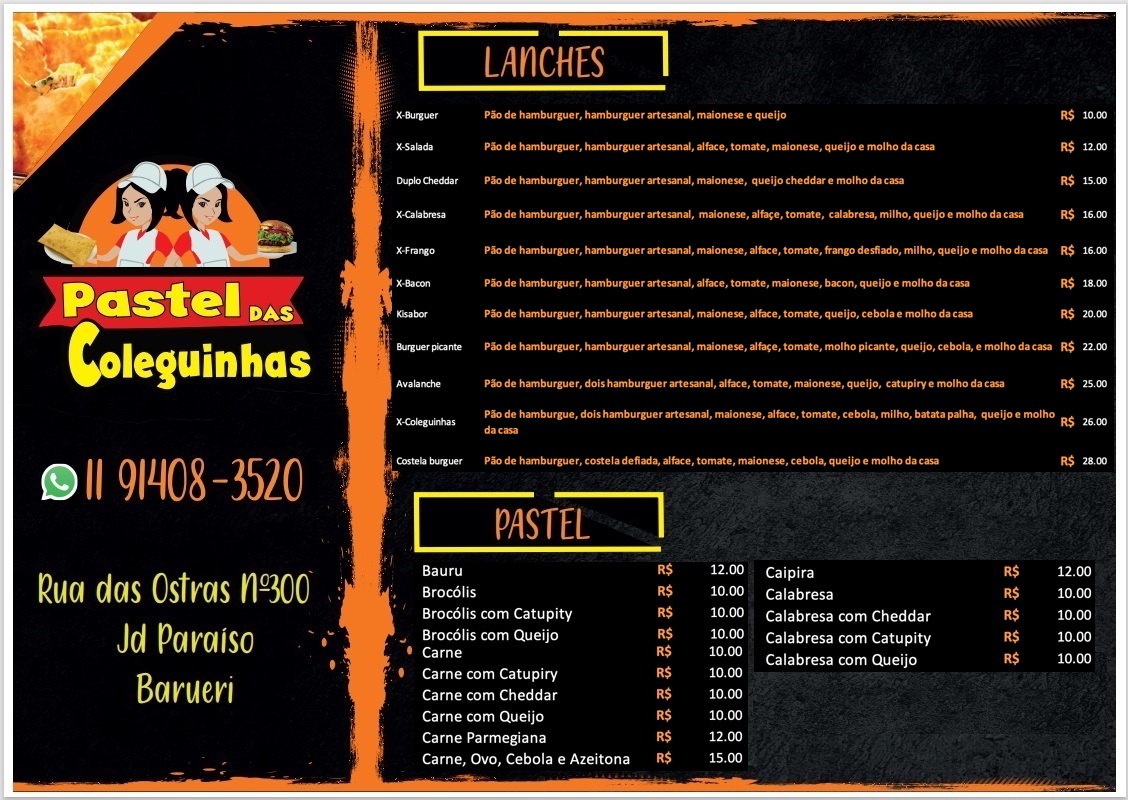 Pastel DAS
Coleguinhas
11 91408-3520
Rua das Ostras Nº300
Jd Paraíso
Barueri
LANCHES
X-Burguer Pão de hamburguer, hamburguer artesanal, maionese e queijo R$ 10.00
X-Salada Pão de hamburguer, hamburguer artesanal, alface, tomate, maionese, queijo e molho da casa R$ 12.00
Duplo Cheddar Pão de hamburguer, hamburguer artesanal, maionese, queijo cheddar e molho da casa R$ 15.00
X-Calabresa Pão de hamburguer, hamburguer artesanal, maionese, alfaçe, tomate, calabresa, milho, queijo e molho da casa R$ 16.00
X-Frango Pão de hamburguer, hamburguer artesanal, maionese, alface, tomate, frango desfiado, milho, queijo e molho da casa R$ 16.00
X-Bacon Pão de hamburguer, hamburguer artesanal, alface, tomate, maionese, bacon, queijo e molho da casa R$ 18.00
Kisabor Pão de hamburguer, hamburguer artesanal, maionese, alface, tomate, queijo, cebola e molho da casa R$ 20.00
Burguer picante Pão de hamburguer, hamburguer artesanal, maionese, alfaçe, tomate, molho picante, queijo, cebola, e molho da casa R$ 22.00
Avalanche Pão de hamburguer, dois hamburguer artesanal, alface, tomate, maionese, queijo, catupiry e molho da casa R$ 25.00
X-Coleguinhas Pão de hamburgue, dois hamburguer artesanal, maionese, alface, tomate, cebola, milho, batata palha, queijo e molho R$ 26.00
da casa
Costela burguer Pão de hamburguer, costela defiada, alface, tomate, maionese, cebola, queijo e molho da casa R$ 28.00
PASTEL
Bauru R$ 12.00
Brocólis R$ 10.00
Brocólis com Catupity R$ 10.00
Brocólis com Queijo R$ 10.00
Carne R$ 10.00
Carne com Catupiry R$ 10.00
Carne com Cheddar R$ 10.00
Carne com Queijo R$ 10.00
Carne Parmegiana R$ 12.00
Carne, Ovo, Cebola e Azeitona R$ 15.00
Caipira R$ 12.00
Calabresa R$ 10.00
Calabresa com Cheddar R$ 10.00
Calabresa com Catupity R$ 10.00
Calabresa com Queijo R$ 10.00